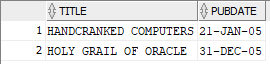 TITLE PUBDATE
1 HANDCRANKED COMPUTERS 21-JAN-05
2 HOLY GRAIL OF ORACLE 31-DEC-05